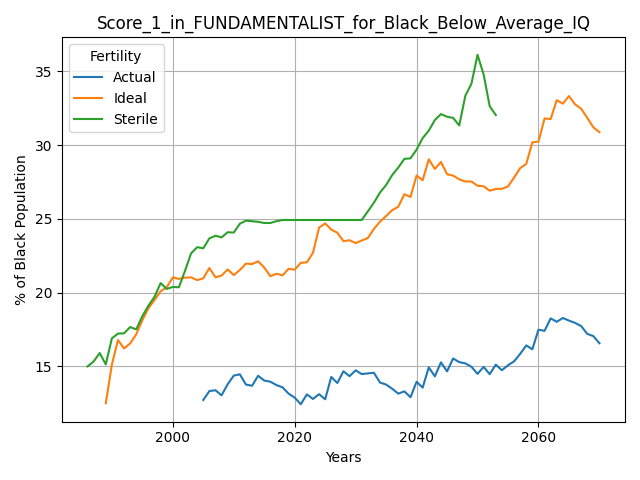 Score_1_in_FUNDAMENTALIST_for_Black_Below_Average_IQ
Fertility
Actual
Ideal
Sterile
% of Black Population
35
30
25
20
15
2000
2020
2040
2060
Years